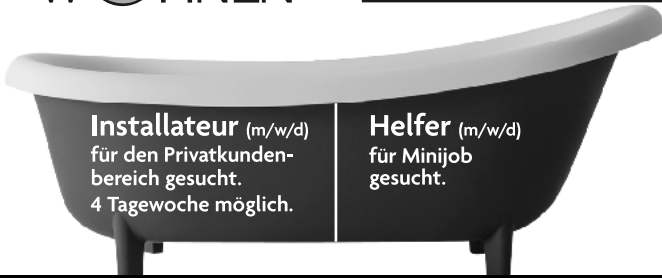 Installateur (m/w/d)
für den Privatkunden-
bereich gesucht.
4 Tagewoche möglich.
Helfer (m/w/d)
für Minijob
gesucht.